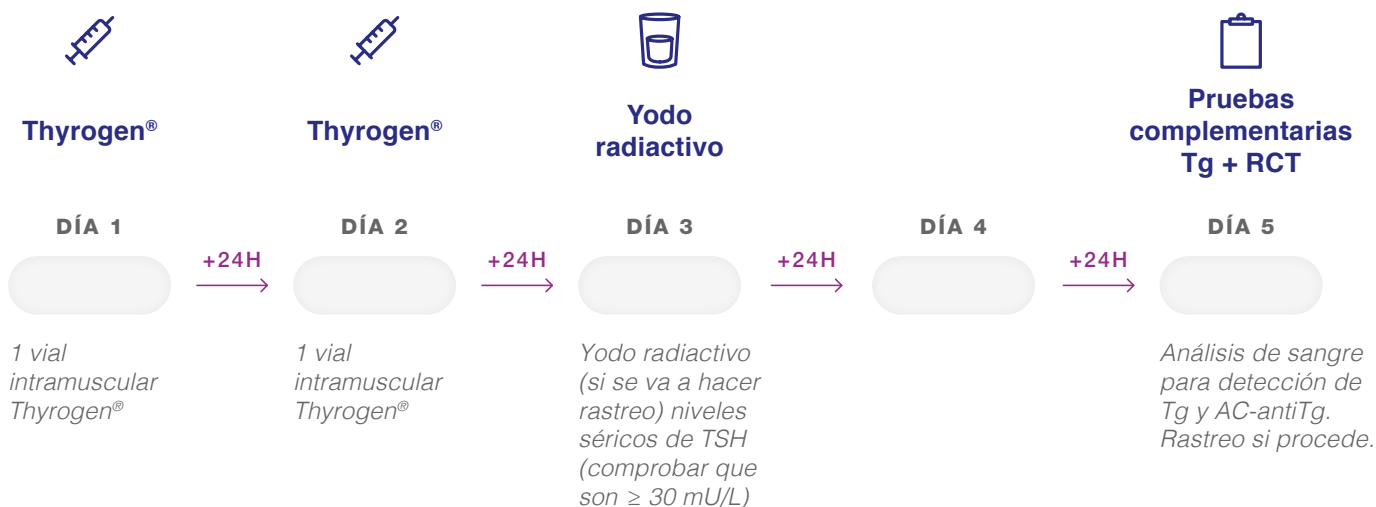 Thyrogen®
Thyrogen®
Yodo
radiactivo
Pruebas
complementarias
Tg + RCT
DÍA 1
DÍA 2
DÍA 3
DÍA 4
DÍA 5
+24H
+24H
+24H
+24H
1 vial
intramuscular
Thyrogen®
1 vial
intramuscular
Thyrogen®
Yodo radiactivo
(si se va a hacer
rastreo) niveles
séricos de TSH
(comprobar que
son ≥ 30 mU/L)
Análisis de sangre
para detección de
Tg y AC-antiTg.
Rastreo si procede.